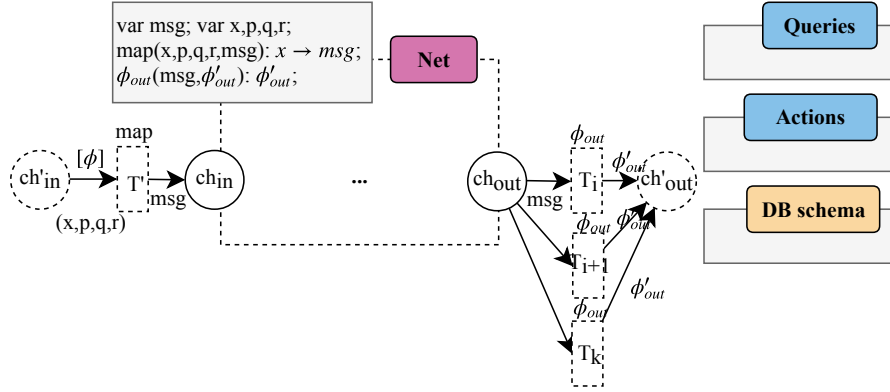 var msg; var x,p,q,r;
map(x,p,q,r,msg): x → msg;
ϕout(msg,ϕ′out): ϕ′out;
Net
Queries
Actions
DB schema
map
[ϕ]
ch'in
T'
chin
msg
(x,p,q,r)
...
chout
msg
ϕout
Ti
ϕ′out
ch'out
ϕout
ϕ′out
Ti+1
ϕ′out
ϕout
Tk